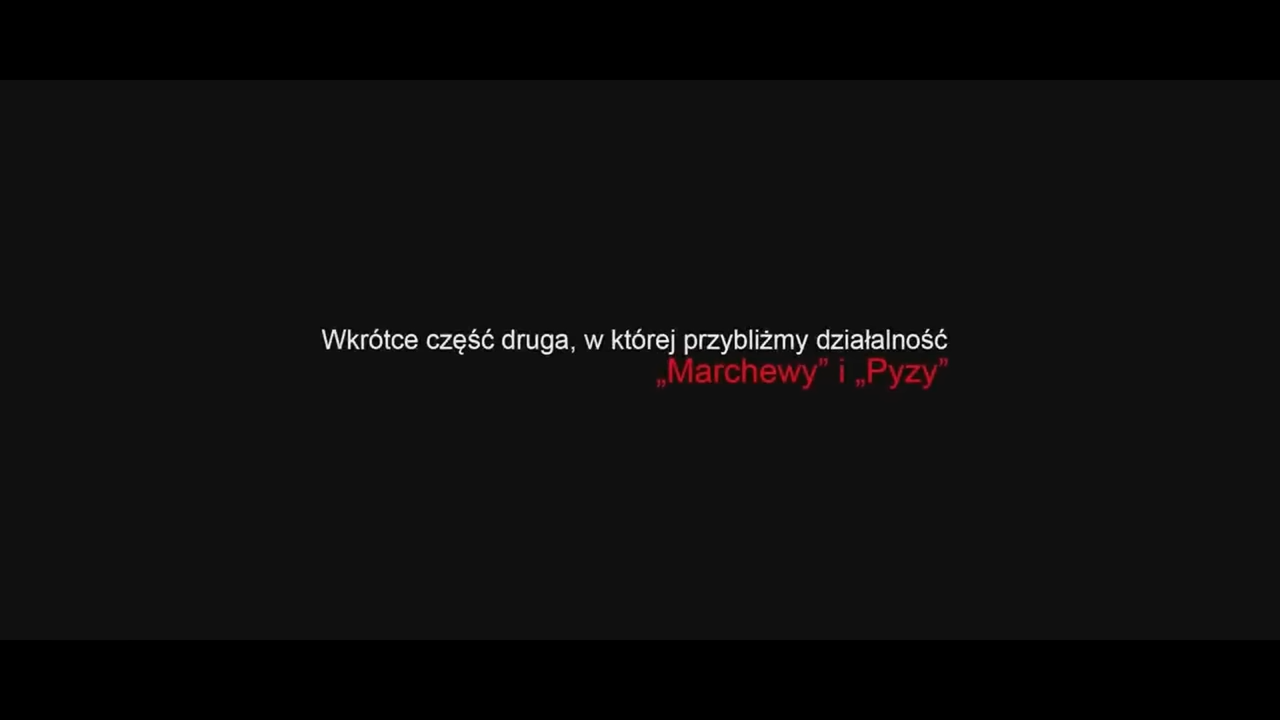 Wkrótce część druga, w której przybliżmy działalność
„Marchewy” i „Pyzy”